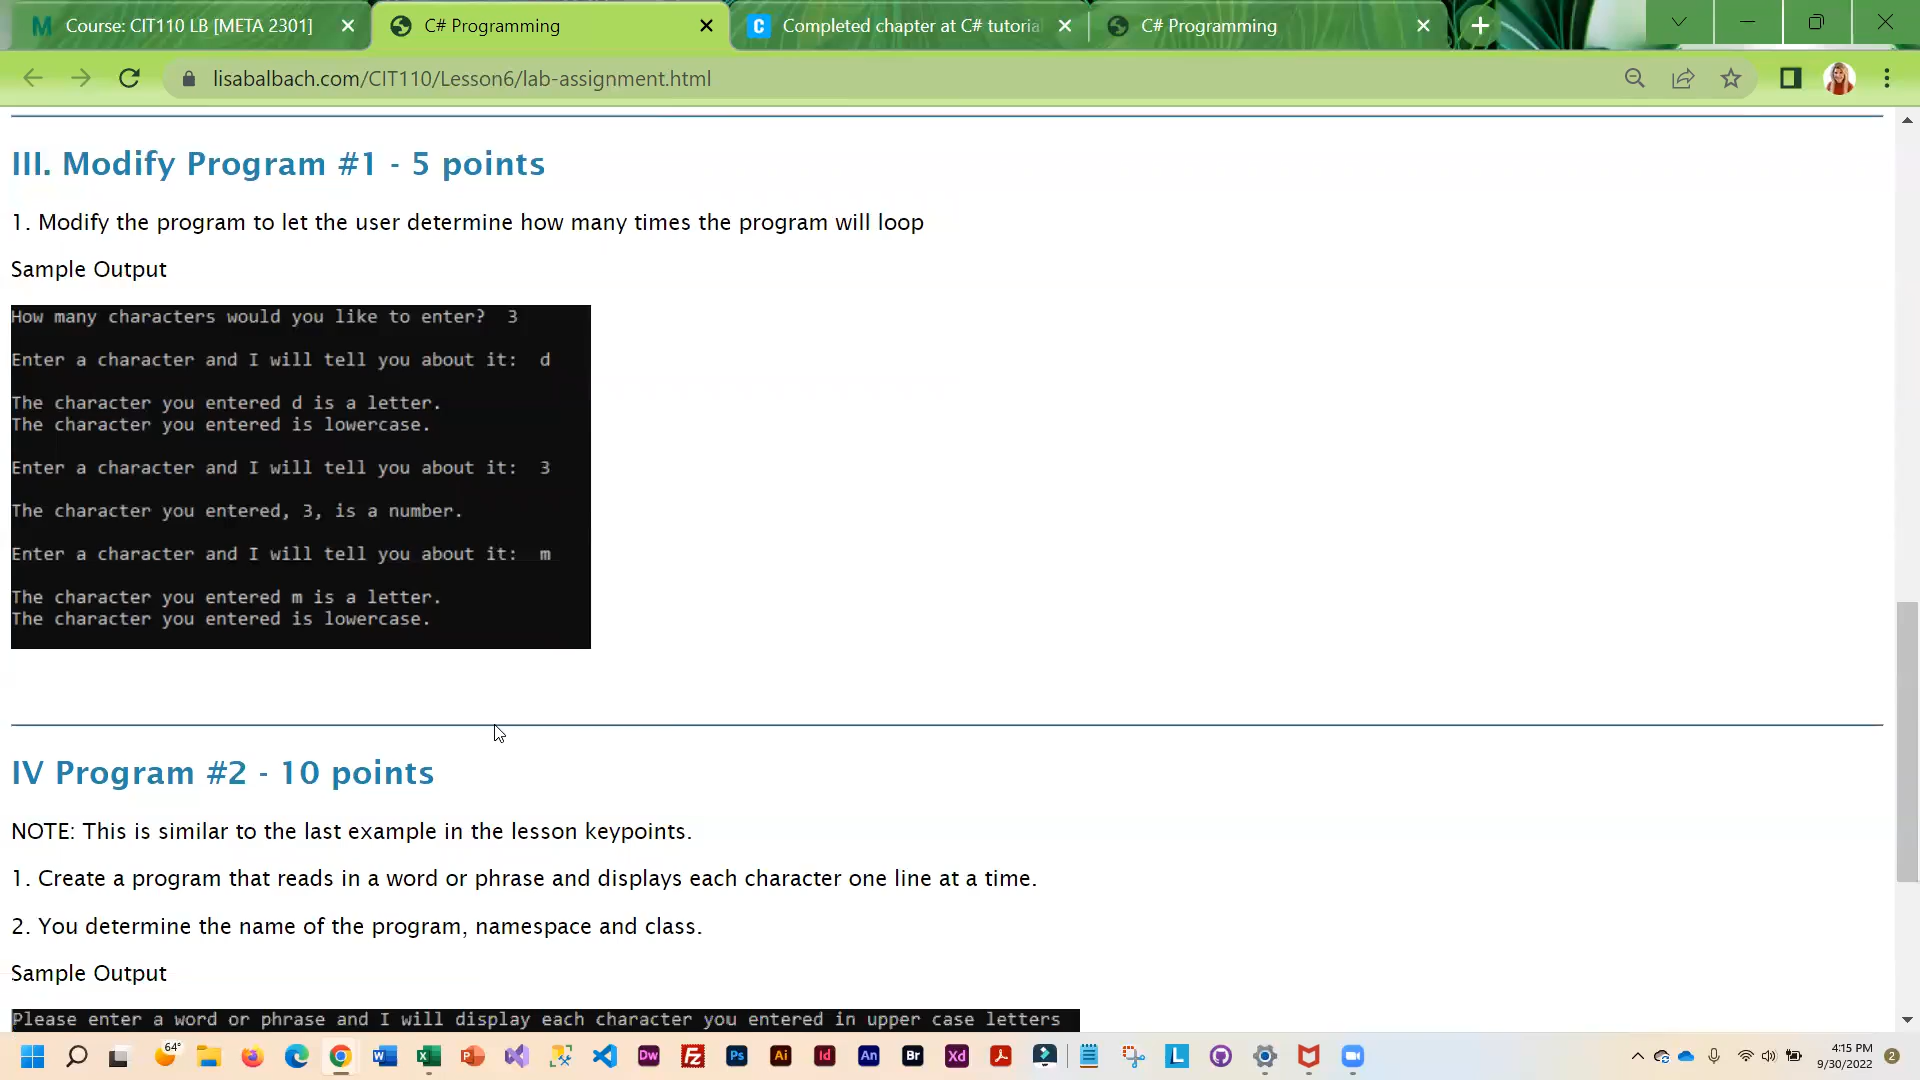 Course: CIT110 LB [META 2301]
C# Programming
Completed chapter at C# tutoria
C# Programming
lisabalbach.com/CIT110/Lesson6/lab-assignment.html
III. Modify Program #1 - 5 points
1. Modify the program to let the user determine how many times the program will loop
Sample Output
How many characters would you like to enter?  3
Enter a character and I will tell you about it:  d
The character you entered d is a letter.
The character you entered is lowercase.
Enter a character and I will tell you about it:  3
The character you entered, 3, is a number.
Enter a character and I will tell you about it:  m
The character you entered m is a letter.
The character you entered is lowercase.
IV Program #2 - 10 points
NOTE: This is similar to the last example in the lesson keypoints.
1. Create a program that reads in a word or phrase and displays each character one line at a time.
2. You determine the name of the program, namespace and class.
Sample Output
Please enter a word or phrase and I will display each character you entered in upper case letters
64°
Dw
Fz
Ps
Ai
Id
An
Br
Xd
L
4:15 PM
9/30/2022
2